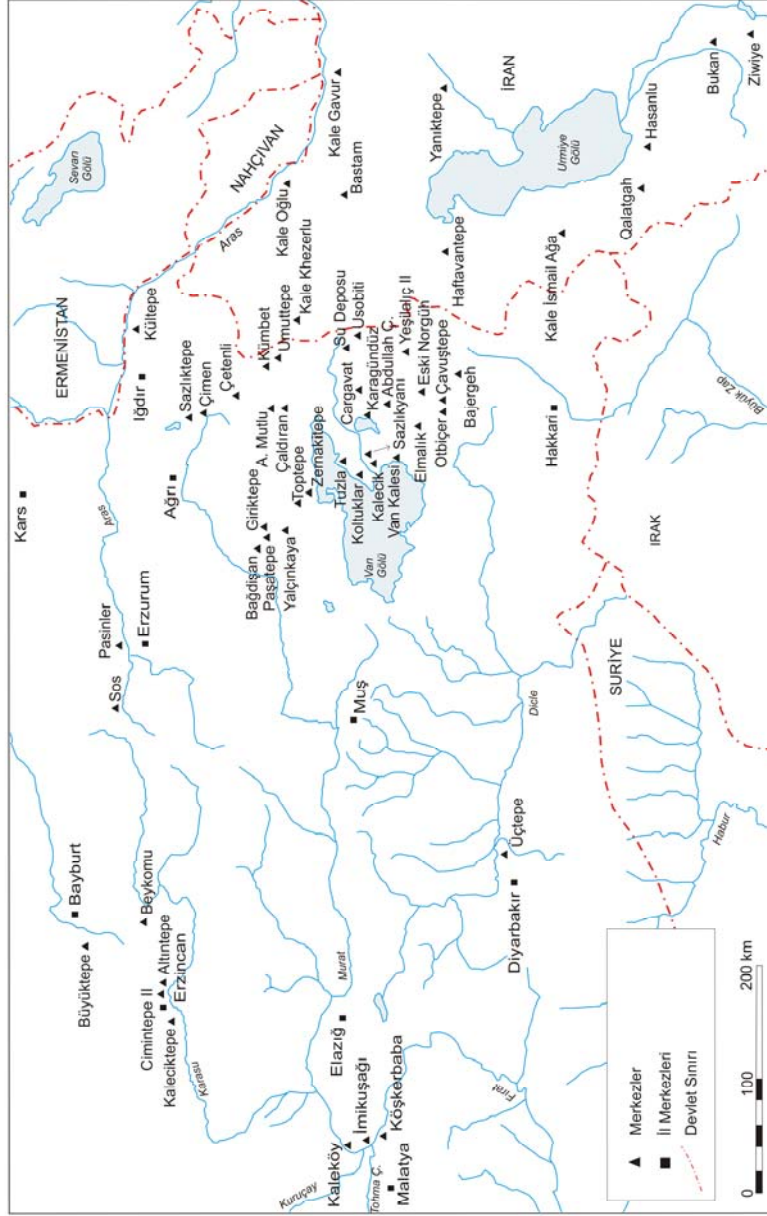 Kars
Sevan
Gölü
ERMENİSTAN
Bayburt
Büyüktepe
Sos
Pasinler
Aras
Erzurum
Iğdır
Kültepe
Beykomu
Cimintepe II
Altıntepe
Erzincan
Kaleciktepe
Karasu
Ağrı
Sazlıktepe
Çimen
Çetenli
Aras
NAHÇIVAN
Bağdişan
Giriktepe
Paşatepe
Yalçınkaya
A. Mutlu
Çaldıran
Toptepe
Zemakitepe
Kümbet
Umuttepe
Kale Khezerlu
Kale Oğlu
Kale Gavur
Bastam
Kuruçay
Kaleköy
İmikuşağı
Köşkerbaba
Tohma Ç.
Malatya
Elazığ
Murat
Muş
Van
Gölü
Tuzla
Koltuklar
Kalecik
Van Kalesi
Cargavat
Su Deposu
Usobiti
Karagündüz
Abdullah Ç.
Sazlıkyanı
Yeşilalıç II
Eski Norgüh
Elmalık
Otbiçer
Çavuştepe
Bajergeh
Haftavantepe
Yanıktepe
İRAN
Urmiye
Gölü
Fırat
Diyarbakır
Üçtepe
Dicle
Hakkari
Kale İsmail Ağa
Qalatgah
Hasanlu
Bukan
Ziwiye
SURİYE
IRAK
Habur
Büyük Zap
Merkezler
İl Merkezleri
Devlet Sınırı
0
100
200 km